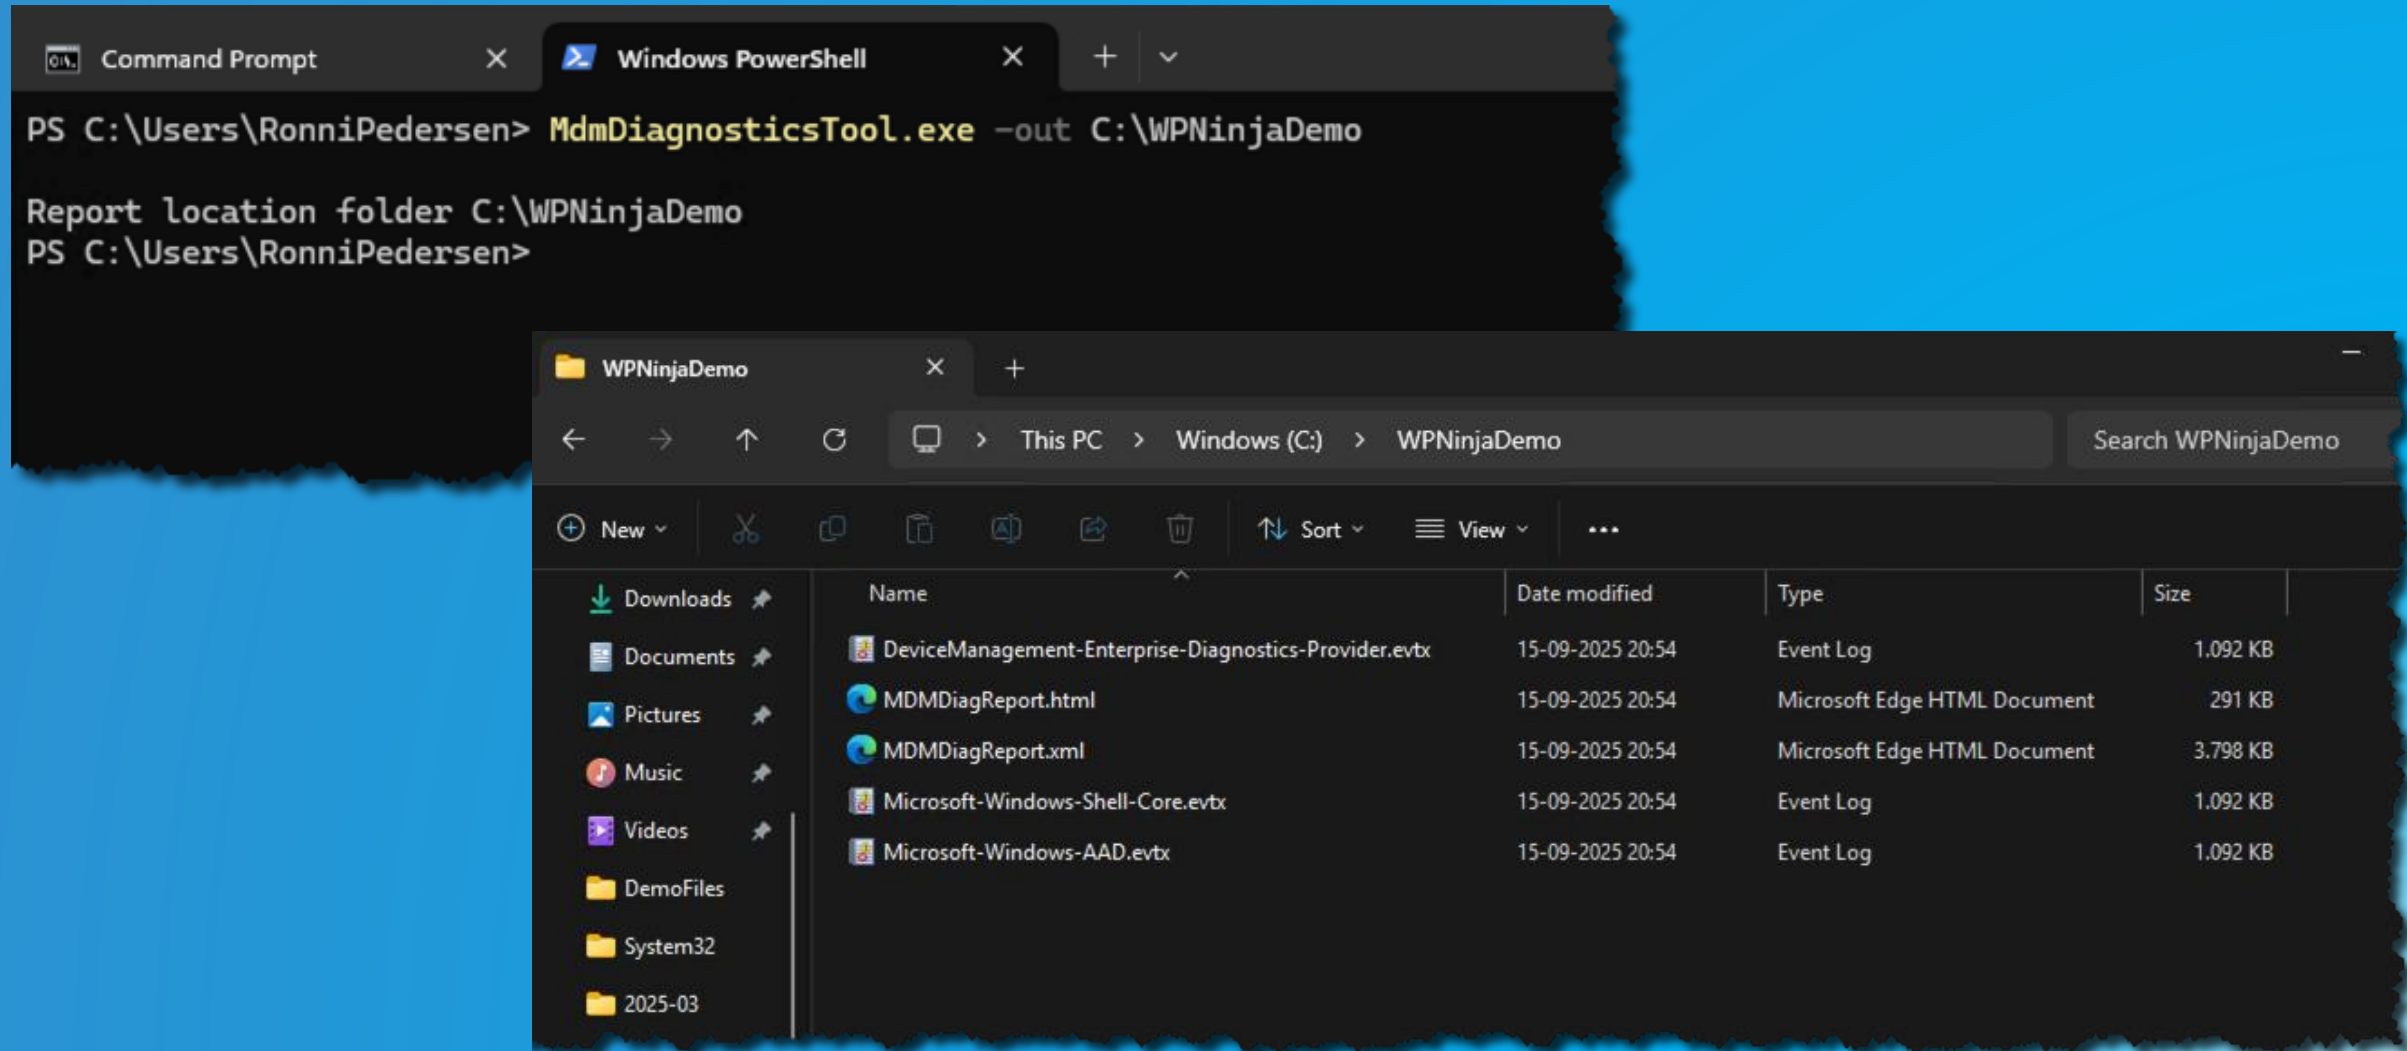 Command Prompt
Windows PowerShell
PS C:\Users\RonniPedersen> MdmDiagnosticsTool.exe -out C:\WPNinjaDemo
Report location folder C:\WPNinjaDemo
PS C:\Users\RonniPedersen>
WPNinjaDemo
This PC > Windows (C:) > WPNinjaDemo
Search WPNinjaDemo
New
Sort
View
Name Date modified Type Size
Downloads
Documents
Pictures
Music
Videos
DemoFiles
System32
2025-03
DeviceManagement-Enterprise-Diagnostics-Provider.evtx 15-09-2025 20:54 Event Log 1.092 KB
MDMDiagReport.html 15-09-2025 20:54 Microsoft Edge HTML Document 291 KB
MDMDiagReport.xml 15-09-2025 20:54 Microsoft Edge HTML Document 3.798 KB
Microsoft-Windows-Shell-Core.evtx 15-09-2025 20:54 Event Log 1.092 KB
Microsoft-Windows-AAD.evtx 15-09-2025 20:54 Event Log 1.092 KB